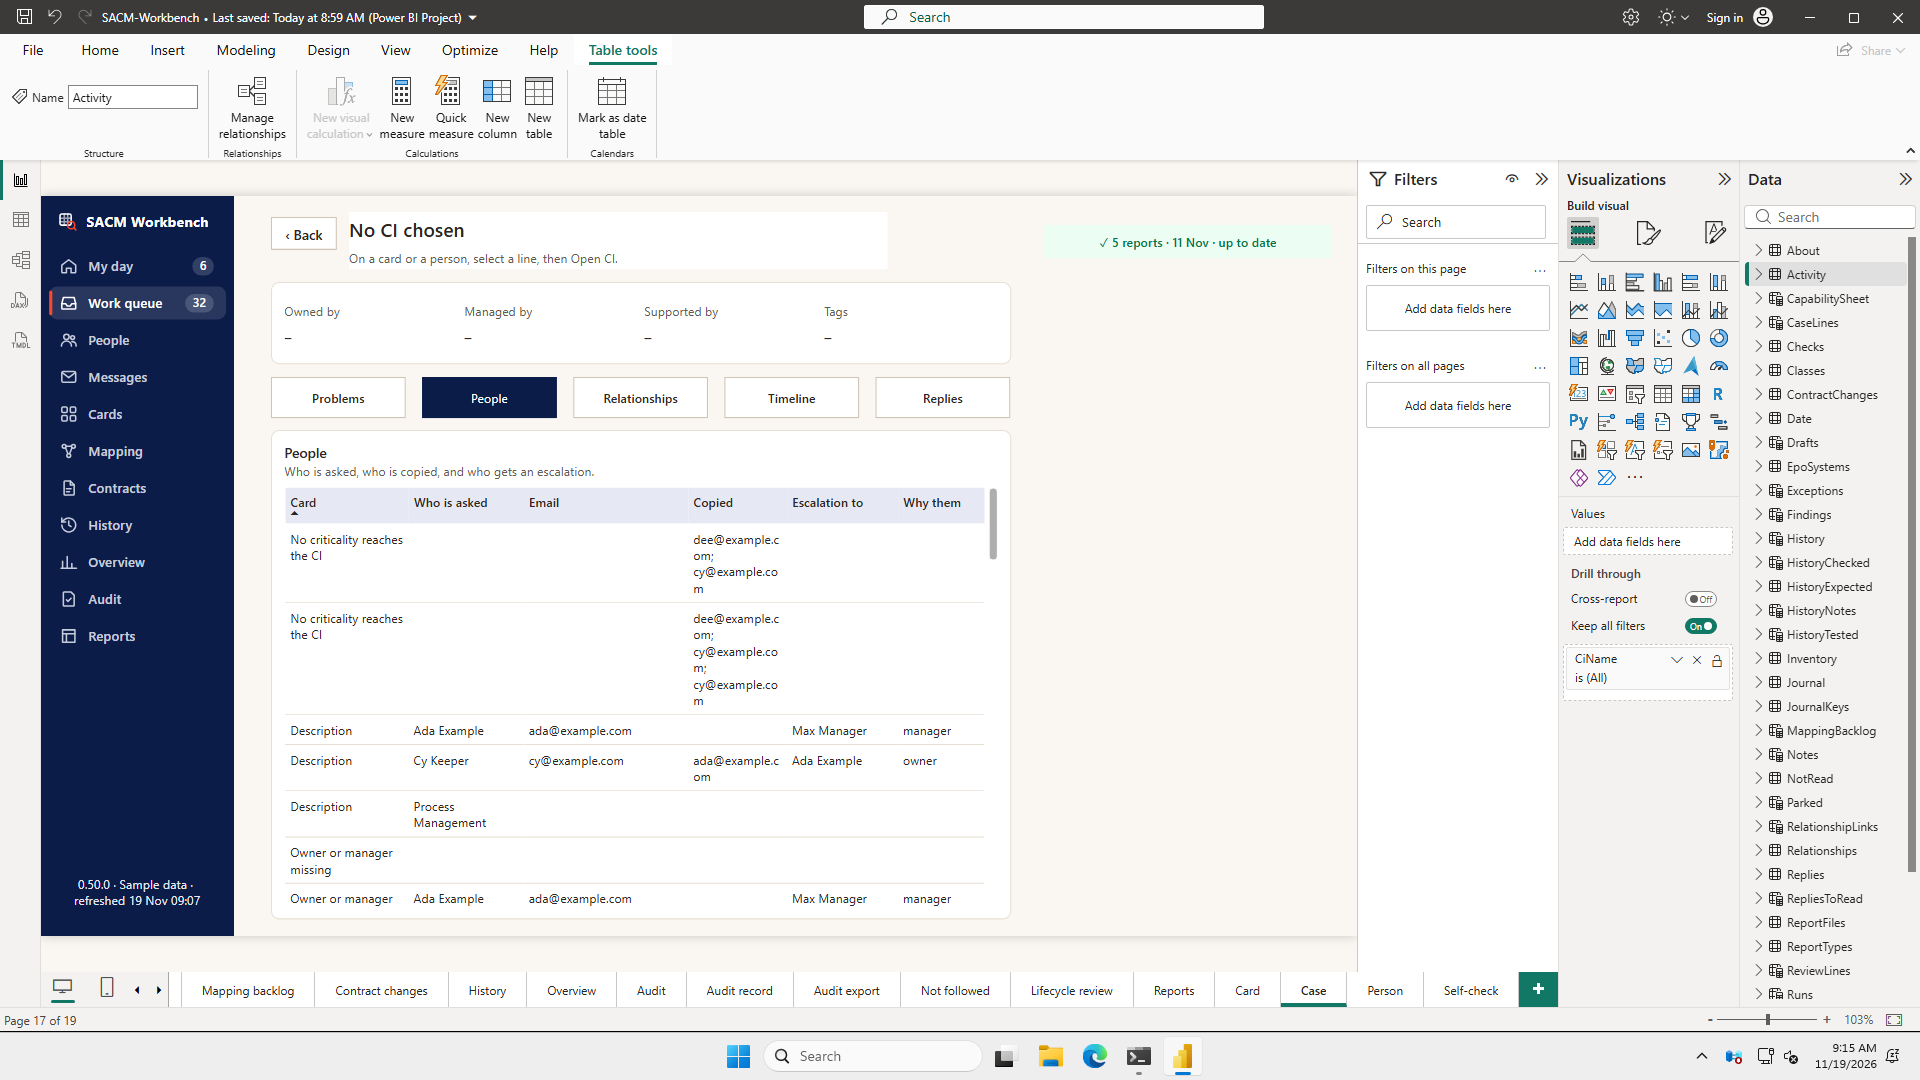 SACM-Workbench • Last saved: Today at 8:59 AM (Power BI Project)
Search
Sign in
File
Home
Insert
Modeling
Design
View
Optimize
Help
Table tools
Share
Name
Activity
Structure
Manage relationships
Relationships
New visual calculation
New measure
Quick measure
New column
New table
Calculations
Mark as date table
Calendars
SACM Workbench
My day 6
Work queue 32
People
Messages
Cards
Mapping
Contracts
History
Overview
Audit
Reports
0.50.0 · Sample data ·
refreshed 19 Nov 09:07
‹ Back
No CI chosen
On a card or a person, select a line, then Open CI.
✓ 5 reports · 11 Nov · up to date
Owned by
Managed by
Supported by
Tags
–
–
–
–
Problems
People
Relationships
Timeline
Replies
People
Who is asked, who is copied, and who gets an escalation.
Card
Who is asked
Email
Copied
Escalation to
Why them
No criticality reaches the CI
dee@example.com; cy@example.com
No criticality reaches the CI
dee@example.com; cy@example.com; cy@example.com
Description
Ada Example
ada@example.com
Max Manager
manager
Description
Cy Keeper
cy@example.com
ada@example.com
Ada Example
owner
Description
Process Management
Owner or manager missing
Owner or manager
Ada Example
ada@example.com
Max Manager
manager
Filters
Search
Filters on this page
...
Add data fields here
Filters on all pages
...
Add data fields here
Visualizations
Build visual
123
R
Py
...
Values
Add data fields here
Drill through
Cross-report
Off
Keep all filters
On
CiName
is (All)
Data
Search
About
Activity
CapabilitySheet
CaseLines
Checks
Classes
ContractChanges
Date
Drafts
EpoSystems
Exceptions
Findings
History
HistoryChecked
HistoryExpected
HistoryNotes
HistoryTested
Inventory
Journal
JournalKeys
MappingBacklog
Notes
NotRead
Parked
RelationshipLinks
Relationships
Replies
RepliesToRead
ReportFiles
ReportTypes
ReviewLines
Runs
DAX
TMDL
Mapping backlog
Contract changes
History
Overview
Audit
Audit record
Audit export
Not followed
Lifecycle review
Reports
Card
Case
Person
Self-check
+
Page 17 of 19
-
+
103%
Search
9:15 AM
11/19/2026